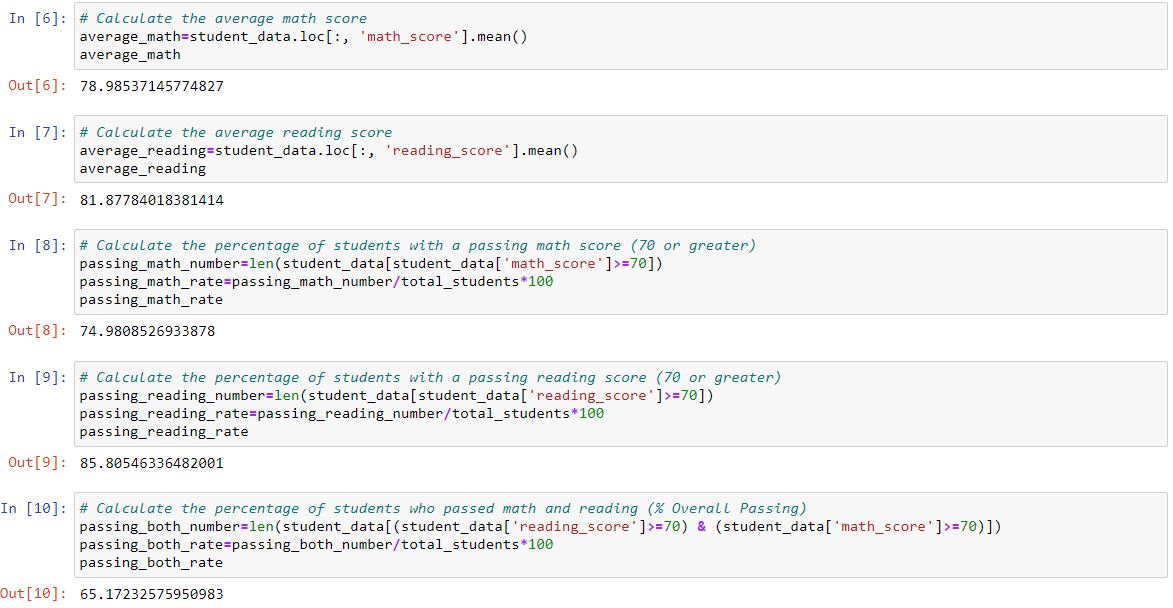 In [6]: # Calculate the average math score
average_math=student_data.loc[:, 'math_score'].mean()
average_math
Out[6]: 78.98537145774827
In [7]: # Calculate the average reading score
average_reading=student_data.loc[:, 'reading_score'].mean()
average_reading
Out[7]: 81.87784018381414
In [8]: # Calculate the percentage of students with a passing math score (70 or greater)
passing_math_number=len(student_data[student_data['math_score']>=70])
passing_math_rate=passing_math_number/total_students*100
passing_math_rate
Out[8]: 74.9808526933878
In [9]: # Calculate the percentage of students with a passing reading score (70 or greater)
passing_reading_number=len(student_data[student_data['reading_score']>=70])
passing_reading_rate=passing_reading_number/total_students*100
passing_reading_rate
Out[9]: 85.80546336482001
In [10]: # Calculate the percentage of students who passed math and reading (% Overall Passing)
passing_both_number=len(student_data[(student_data['reading_score']>=70) & (student_data['math_score']>=70)])
passing_both_rate=passing_both_number/total_students*100
passing_both_rate
Out[10]: 65.17232575950983